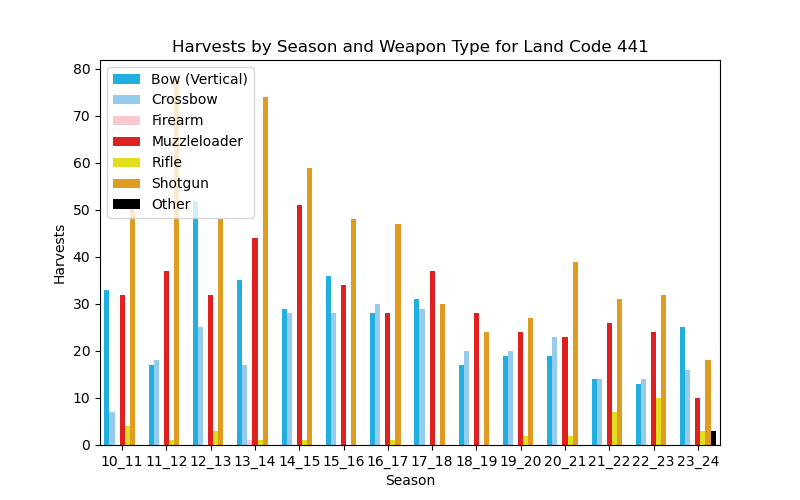 Harvests by Season and Weapon Type for Land Code 441
80
70
60
50
40
30
20
10
0
Harvests
Bow (Vertical)
Crossbow
Firearm
Muzzleloader
Rifle
Shotgun
Other
10_11 11_12 12_13 13_14 14_15 15_16 16_17 17_18 18_19 19_20 20_21 21_22 22_23 23_24
Season